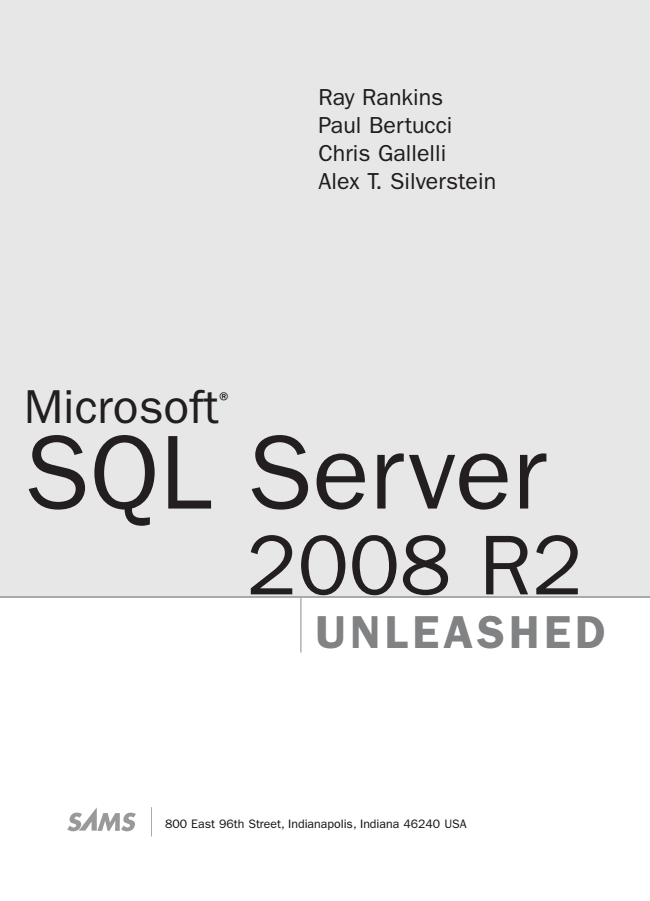 Ray Rankins
Paul Bertucci
Chris Gallelli
Alex T. Silverstein
Microsoft®
SQL Server
2008 R2
UNLEASHED
SAMS
800 East 96th Street, Indianapolis, Indiana 46240 USA